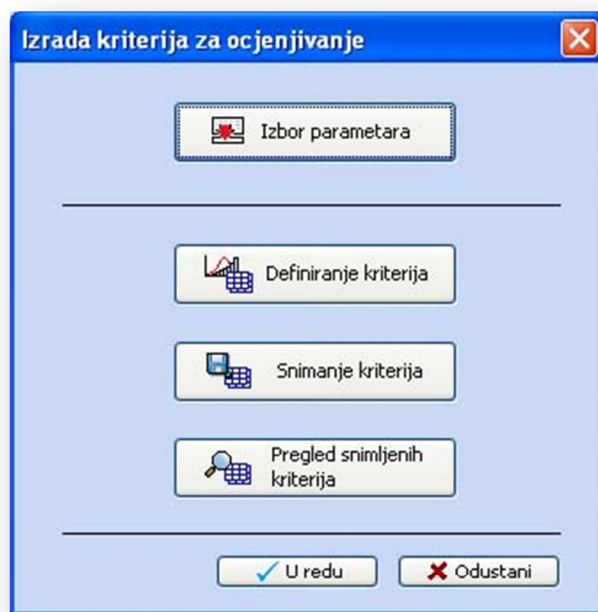 Izrada kriterija za ocjenjivanje
Izbor parametara
Definiranje kriterija
Snimanje kriterija
Pregled snimljenih
kriterija
U redu
Odustani